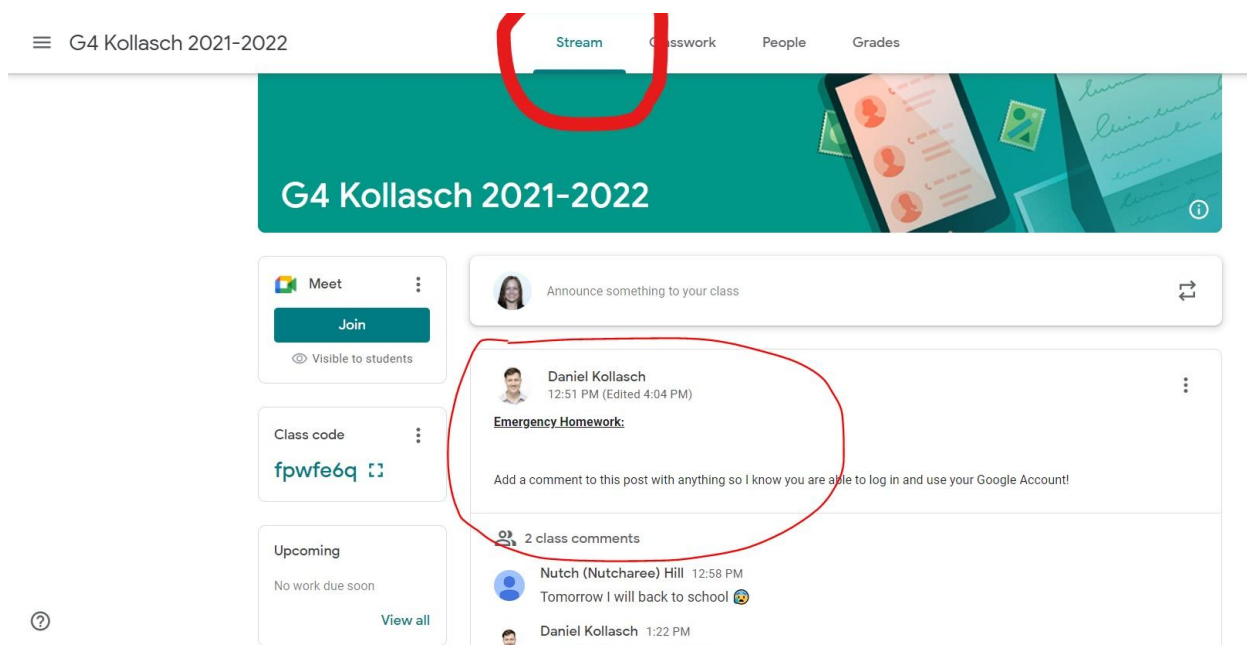 G4 Kollasch 2021-2022
Stream
Classwork
People
Grades
G4 Kollasch 2021-2022
Meet
Join
Visible to students
Class code
fpwfe6q
Upcoming
No work due soon
View all
Announce something to your class
Daniel Kollasch
12:51 PM (Edited 4:04 PM)
Emergency Homework:
Add a comment to this post with anything so I know you are able to log in and use your Google Account!
2 class comments
Nutch (Nutcharee) Hill 12:58 PM
Tomorrow I will back to school 😰
Daniel Kollasch 1:22 PM